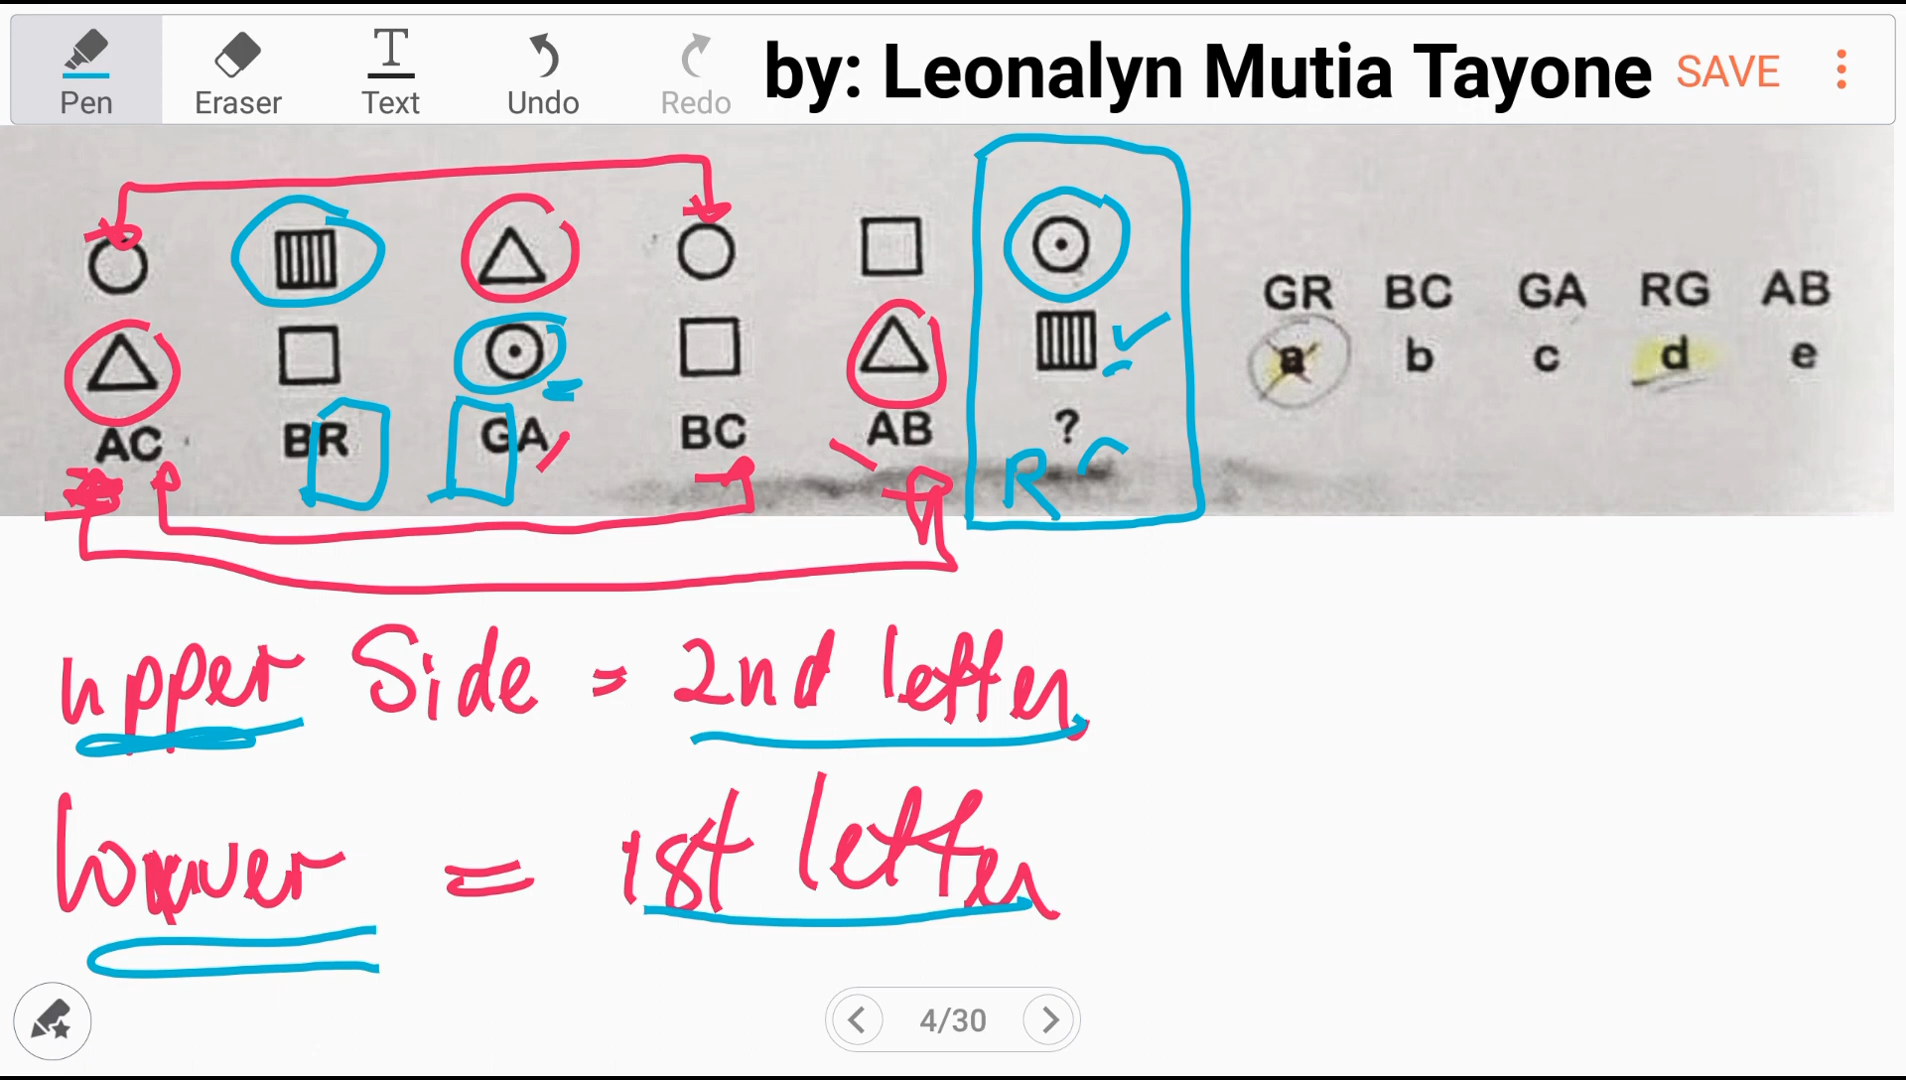 Pen Eraser Text Undo Redo by: Leonalyn Mutia Tayone SAVE
GR BC GA RG AB
a b c d e
AC BR GA BC AB ?
R
upper Side = 2nd letter
lower = 1st letter
4/30